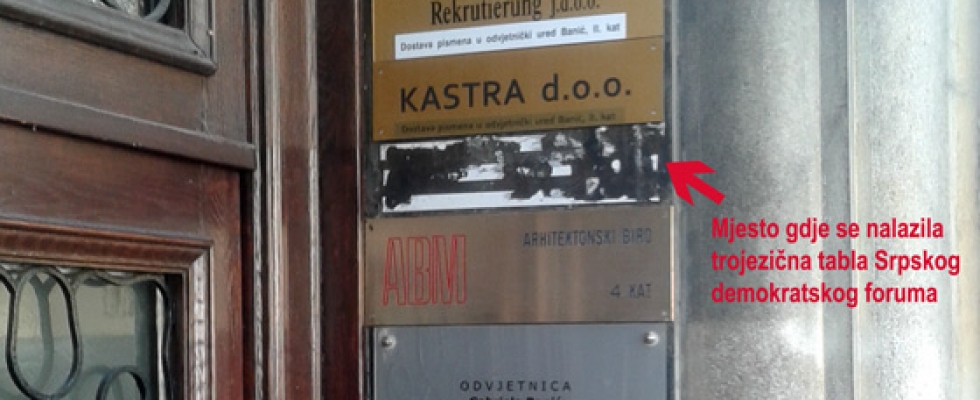 Rekrutierung j.d.o.o.
Dostava pismena u odvjetnički ured Banić, II. kat
KASTRA d.o.o.
Dostava pismena u odvjetnički ured Banić, II. kat
Mjesto gdje se nalazila
trojezična tabla Srpskog
demokratskog foruma
ABM
ARHITEKTONSKI BIRO
4 KAT
ODVJETNICA